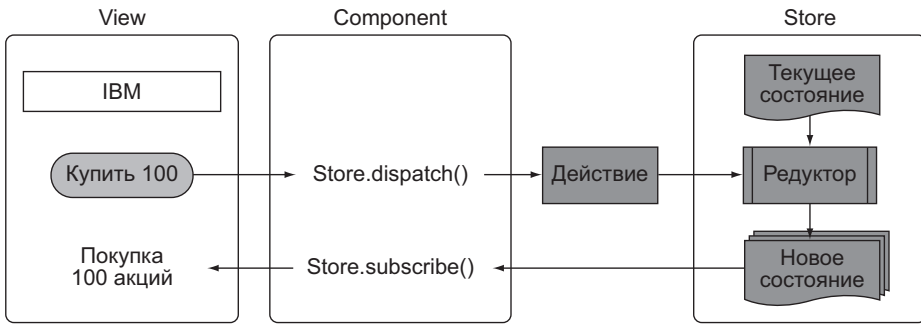 View
Component
Store
IBM
Купить 100
Покупка
100 акций
Store.dispatch()
Store.subscribe()
Действие
Текущее
состояние
Редуктор
Новое
состояние